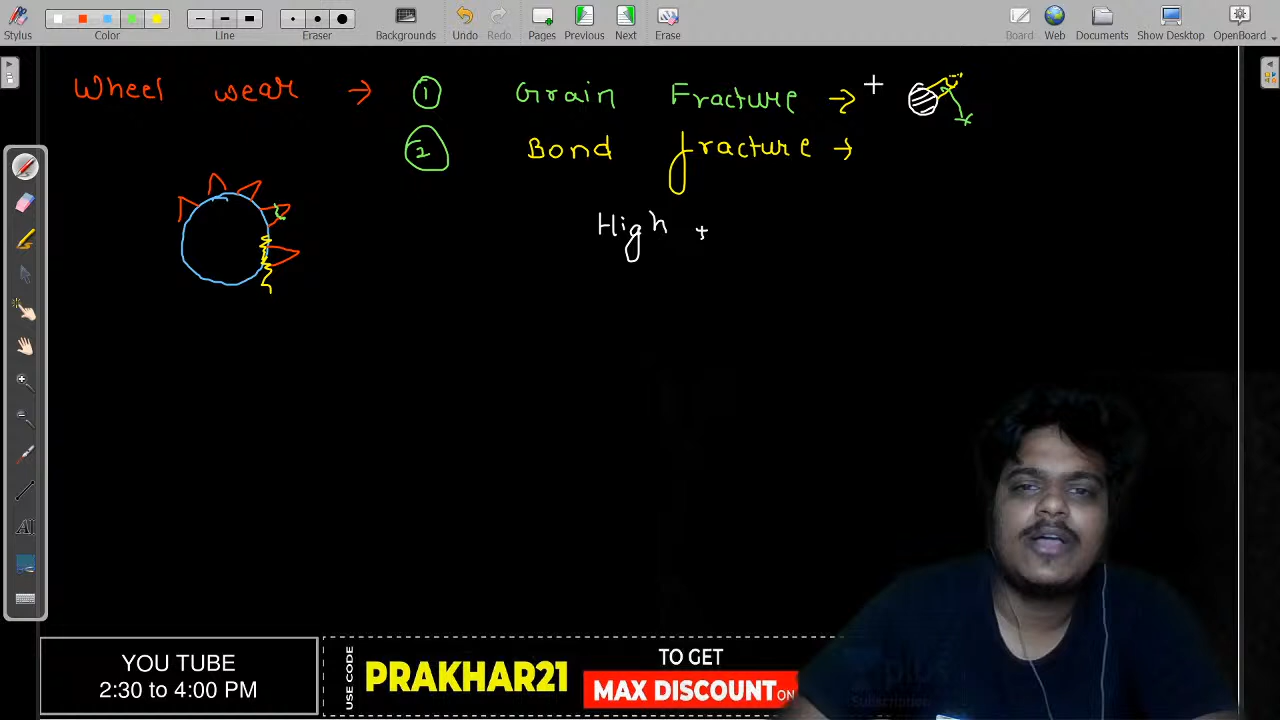 Stylus
Color
Line
Eraser
Backgrounds
Undo
Redo
Pages
Previous
Next
Erase
Board
Web
Documents
Show Desktop
OpenBoard
Wheel wear → ① Grain Fracture → +
② Bond fracture →
High +
YOU TUBE
2:30 to 4:00 PM
USE CODE
PRAKHAR21
TO GET
MAX DISCOUNT ON
plus
Subscription